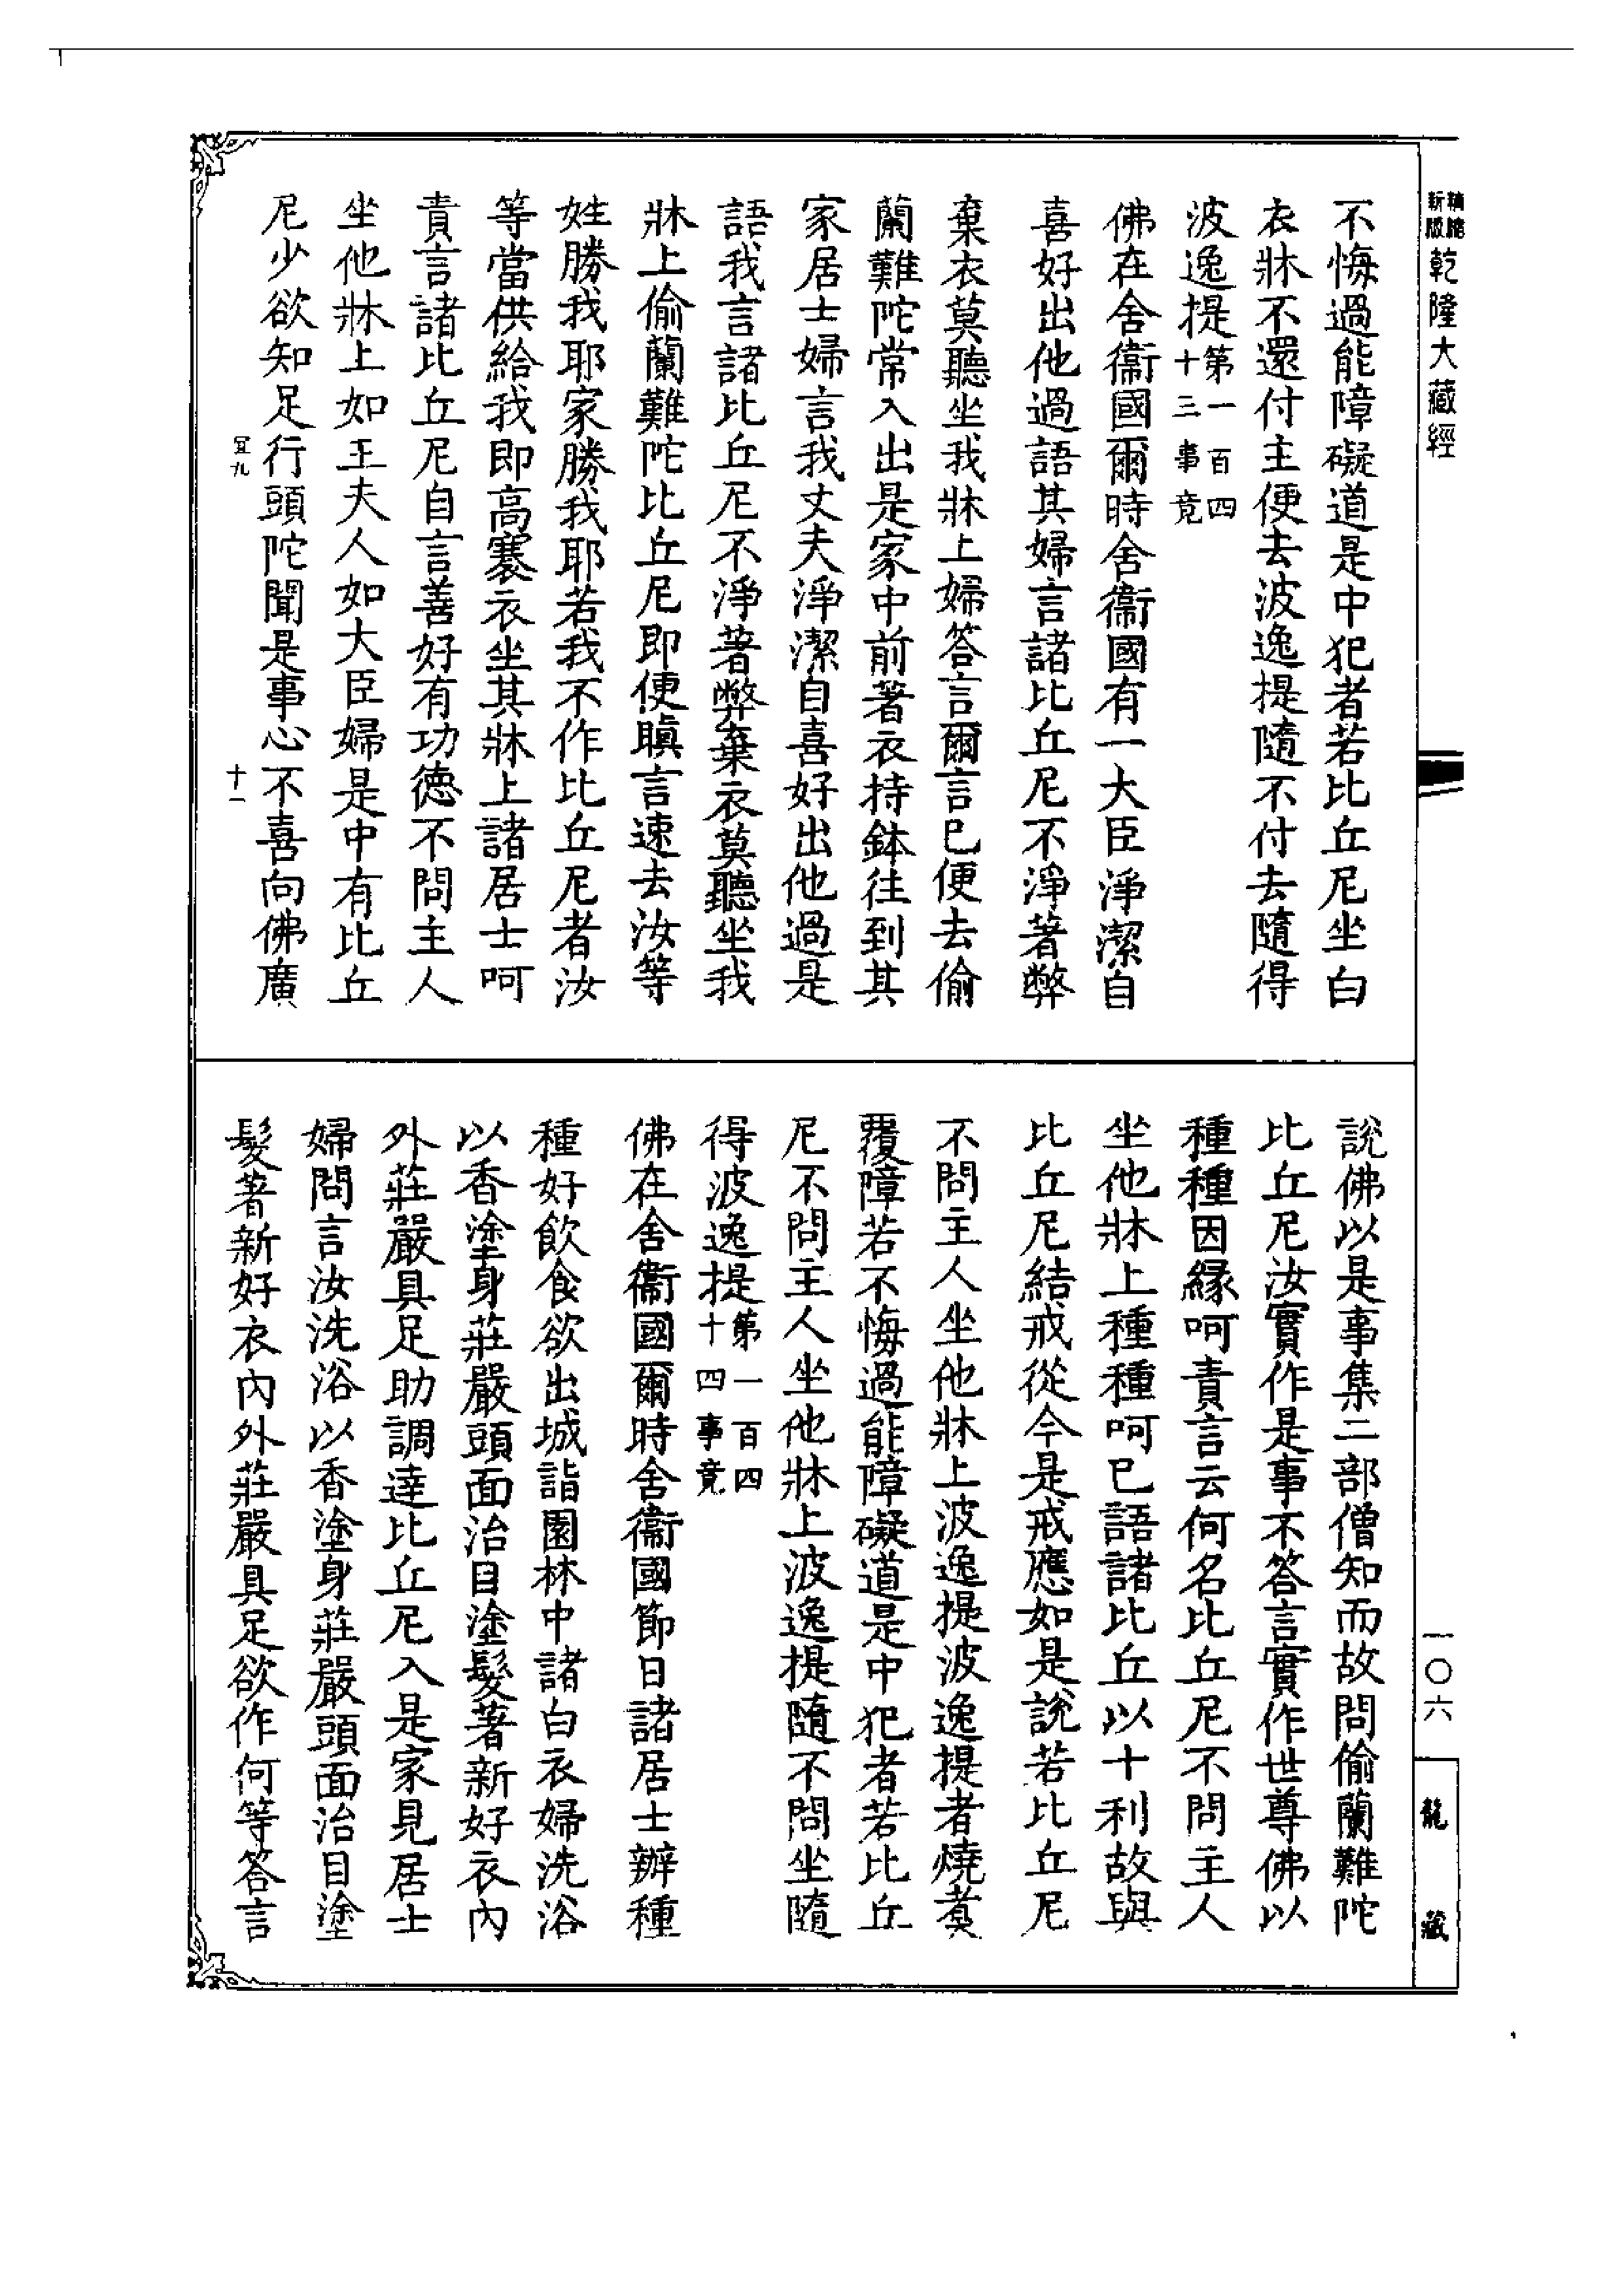 新版
精縮
乾隆大藏經
不悔過能障礙道是中犯者若比丘尼坐白
衣牀不還付主便去波逸提隨不付去隨得
波逸提第一百四十三事竟
佛在舍衞國爾時舍衞國有一大臣淨潔自
喜好出他過語其婦言諸比丘尼不淨著弊
棄衣莫聽坐我牀上婦答言爾言已便去偷
蘭難陀常入出是家中前著衣持鉢往到其
家居士婦言我丈夫淨潔自喜好出他過是
語我言諸比丘尼不淨著弊棄衣莫聽坐我
牀上偷蘭難陀比丘尼即便瞋言速去汝等
姓勝我耶家勝我耶若我不作比丘尼者汝
等當供給我即高褰衣坐其牀上諸居士呵
責言諸比丘尼自言善好有功德不問主人
坐他牀上如王夫人如大臣婦是中有比丘
尼少欲知足行頭陀聞是事心不喜向佛廣
十一
說佛以是事集二部僧知而故問偷蘭難陀
比丘尼汝實作是事不答言實作世尊佛以
種種因緣呵責言云何名比丘尼不問主人
坐他牀上種種呵已語諸比丘以十利故與
比丘尼結戒從今是戒應如是說若比丘尼
不問主人坐他牀上波逸提波逸提者燒煑
覆障若不悔過能障礙道是中犯者若比丘
尼不問主人坐他牀上波逸提隨不問坐隨
得波逸提第一百四十四事竟
佛在舍衞國爾時舍衞國節日諸居士辦種
種好飲食欲出城詣園林中諸白衣婦洗浴
以香塗身莊嚴頭面治目塗髮著新好衣內
外莊嚴具足助調達比丘尼入是家見居士
婦問言汝洗浴以香塗身莊嚴頭面治目塗
髮著新好衣內外莊嚴具足欲作何等答言
一〇六
龍藏